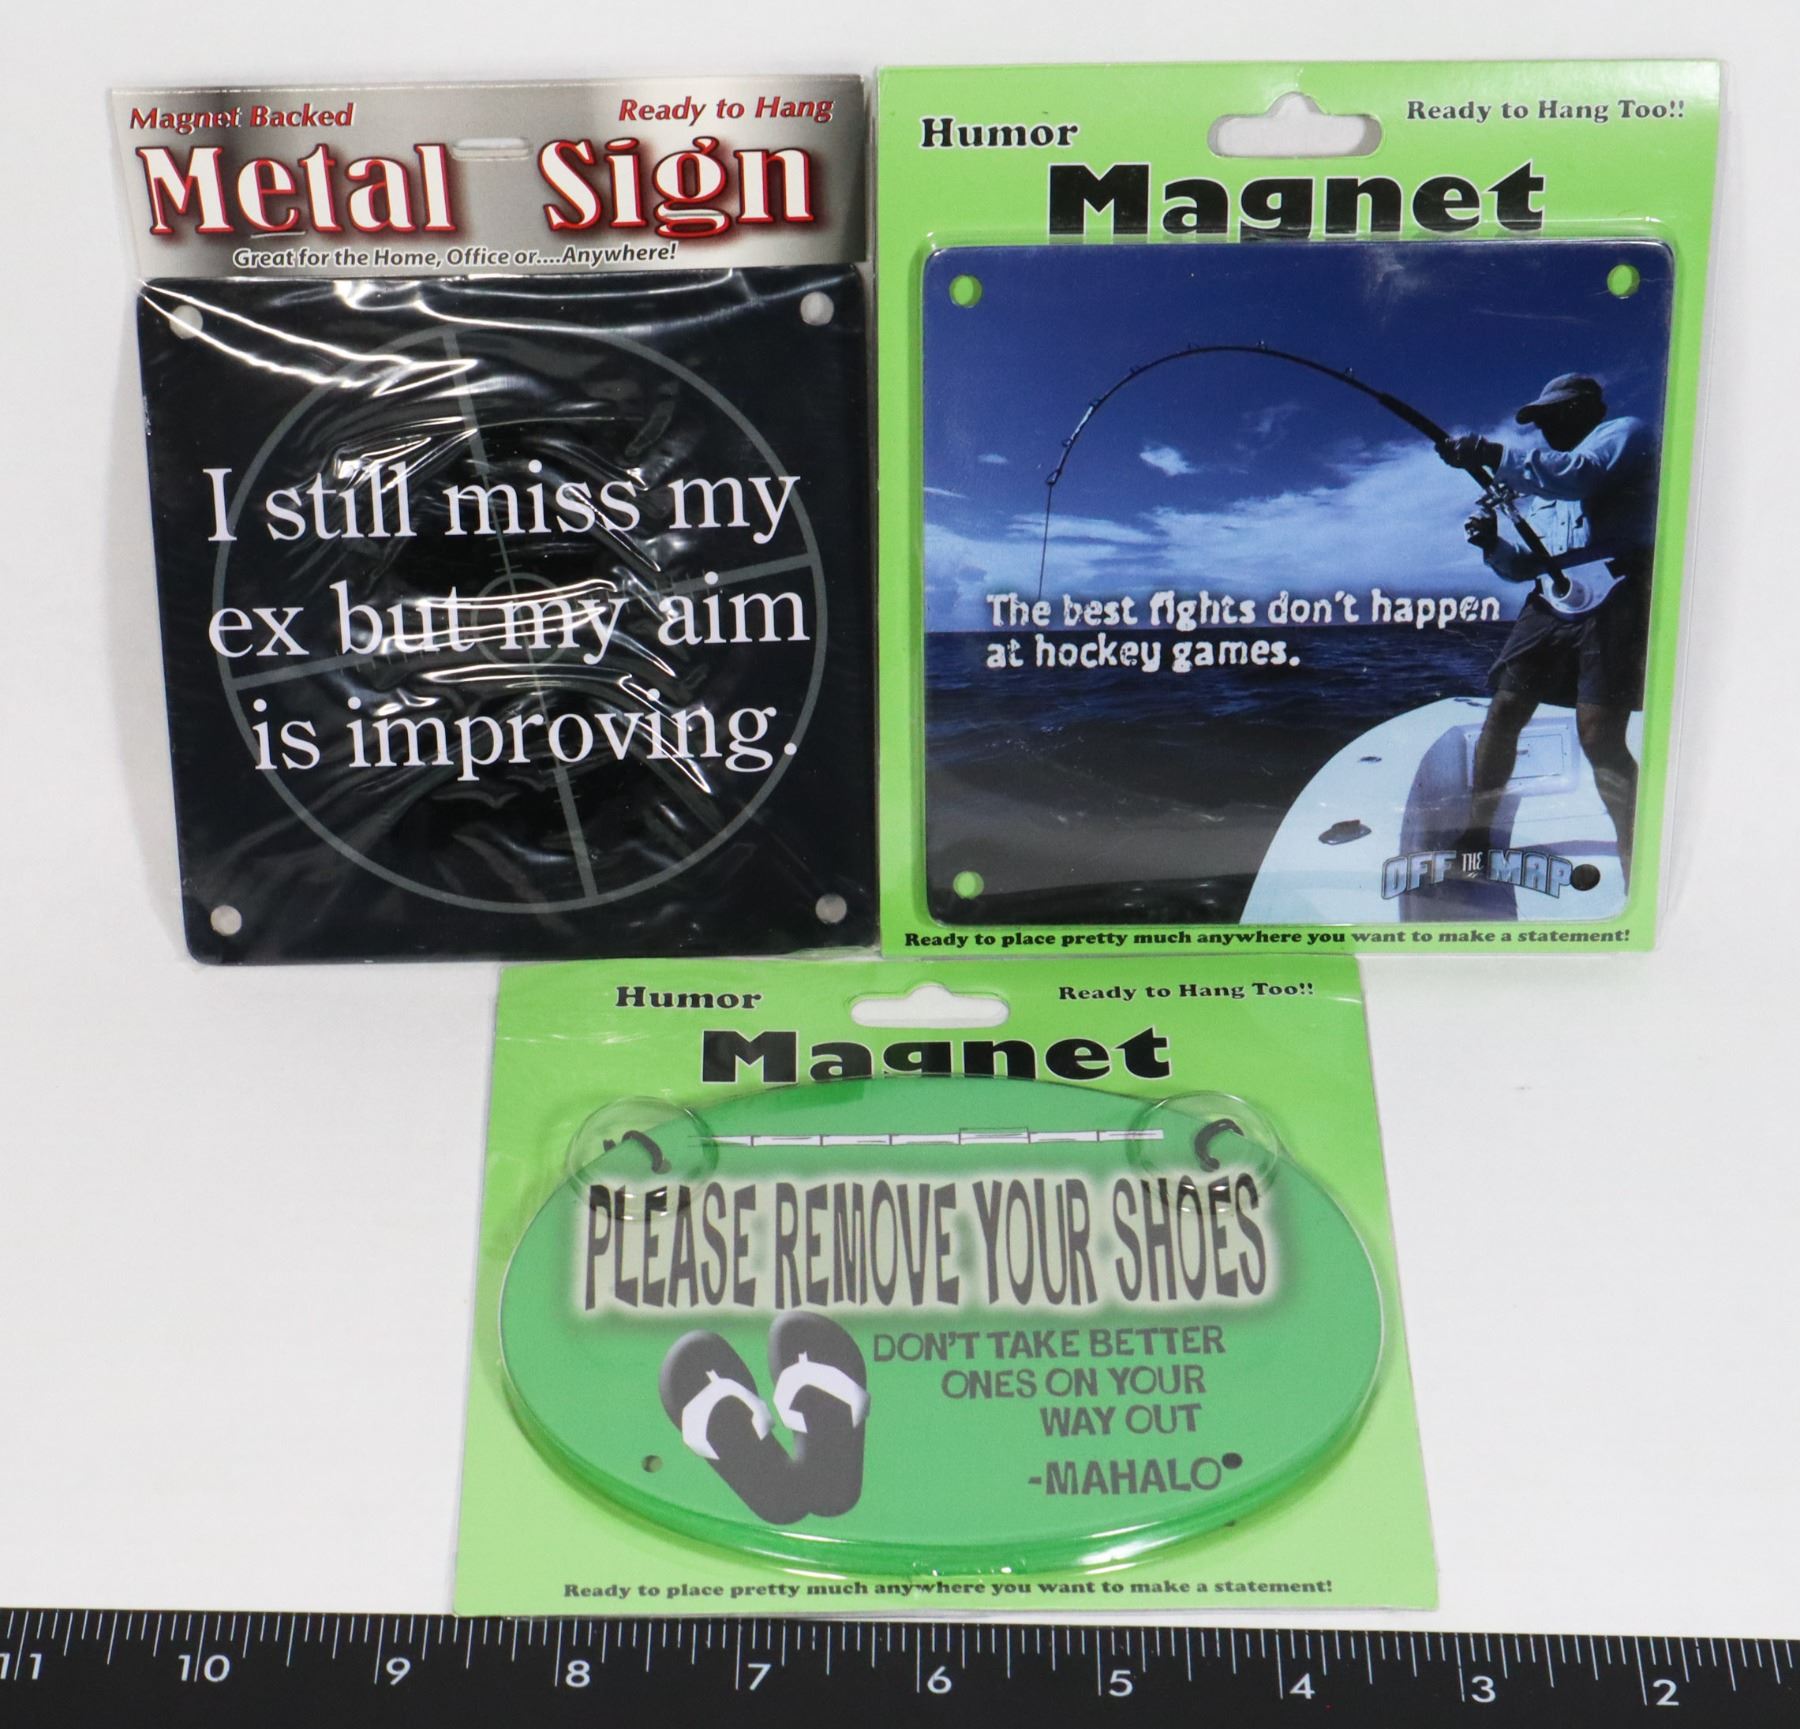 Magnet Backed
Ready to Hang
Metal Sign
Great for the Home, Office or....Anywhere!
I still miss my
ex but my aim
is improving.
Humor
Ready to Hang Too!!
Magnet
The best fights don't happen
at hockey games.
OFF THE MAP
Ready to place pretty much anywhere you want to make a statement!
Humor
Ready to Hang Too!!
Magnet
PLEASE REMOVE YOUR SHOES
DON'T TAKE BETTER
ONES ON YOUR
WAY OUT
-MAHALO
Ready to place pretty much anywhere you want to make a statement!
11 10 9 8 7 6 5 4 3 2